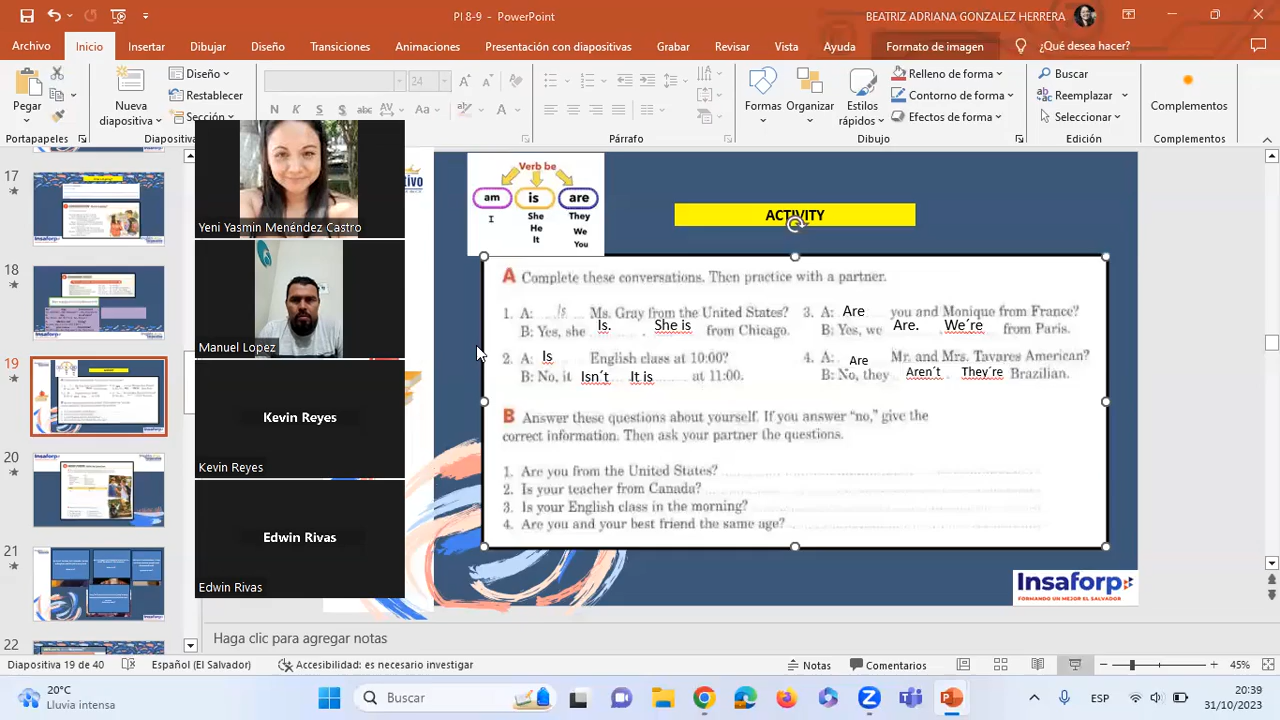 PI 8-9 - PowerPoint
BEATRIZ ADRIANA GONZALEZ HERRERA
Archivo Inicio Insertar Dibujar Diseño Transiciones Animaciones Presentación con diapositivas Grabar Revisar Vista Ayuda Formato de imagen ¿Qué desea hacer?
Pegar
Portapapeles
Nueva diapositiva
Diseño
Restablecer
Sección
24
N K S S abc AV Aa A
Párrafo
Formas
Organizar
Estilos rápidos
Relleno de forma
Contorno de forma
Efectos de forma
Dibujo
Buscar
Reemplazar
Seleccionar
Edición
Complementos
Complementos
17
18
19
20
21
22
Yeni Yasmin Menéndez Castro
Manuel Lopez
Kevin Reyes
Kevin Reyes
Edwin Rivas
Edwin Rivas
Verb be
am is are
I
She
He
It
They
We
You
ACTIVITY
A Complete these conversations. Then practice with a partner.
A: Is Ms. Gray from the United States?
B: Yes, she is. She is from Chicago.
2. A: Is English class at 10:00?
B: No, it Isn´t It is at 11:00.
3. A: Are you and Monique from France?
B: Yes, we Are. We´re from Paris.
4. A: Are Mr. and Mrs. Tavares American?
B: No, they Aren´t They´re Brazilian.
B Answer these questions about yourself. If you answer “no,” give the
correct information. Then ask your partner the questions.
Are you from the United States?
2. Is your teacher from Canada?
3. Is your English class in the morning?
4. Are you and your best friend the same age?
Insaforp
FORMANDO UN MEJOR EL SALVADOR
Haga clic para agregar notas
Diapositiva 19 de 40 Español (El Salvador) Accesibilidad: es necesario investigar Notas Comentarios 45%
20°C
Lluvia intensa
Buscar
ESP
20:39
31/10/2023